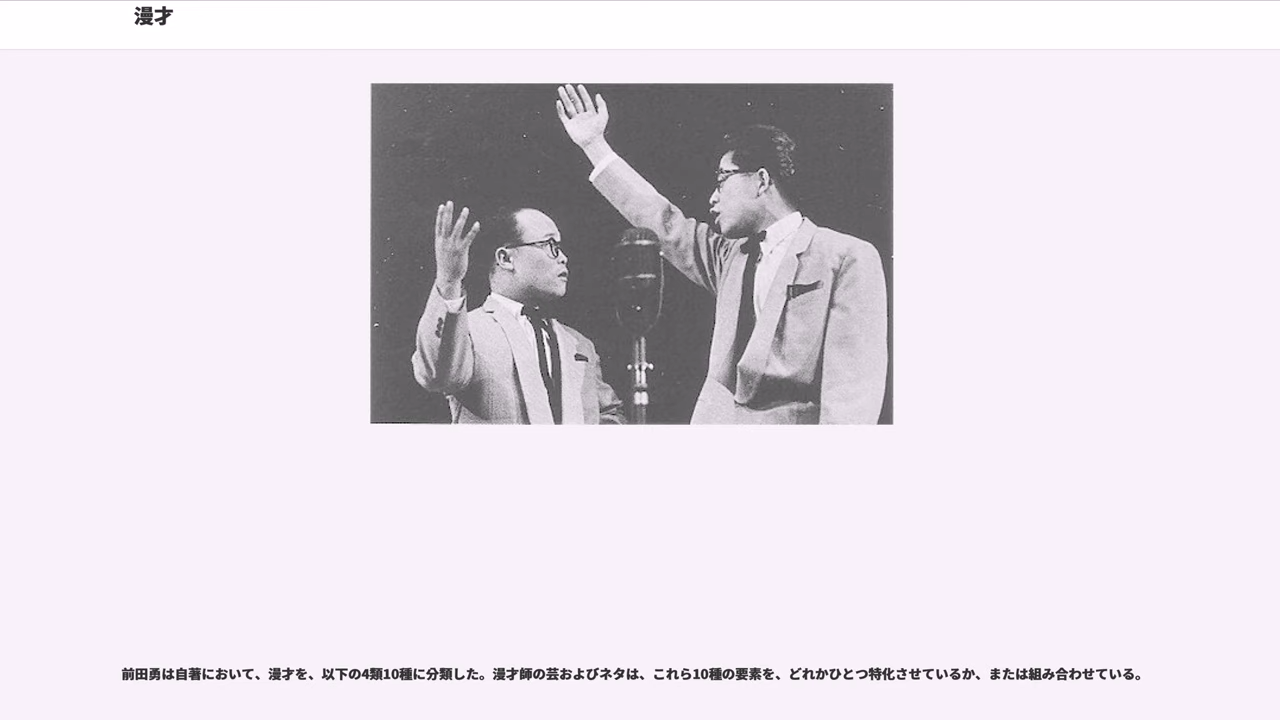 漫才
前田勇は自著において、漫才を、以下の4類10種に分類した。漫才師の芸およびネタは、これら10種の要素を、どれかひとつ特化させているか、または組み合わせている。